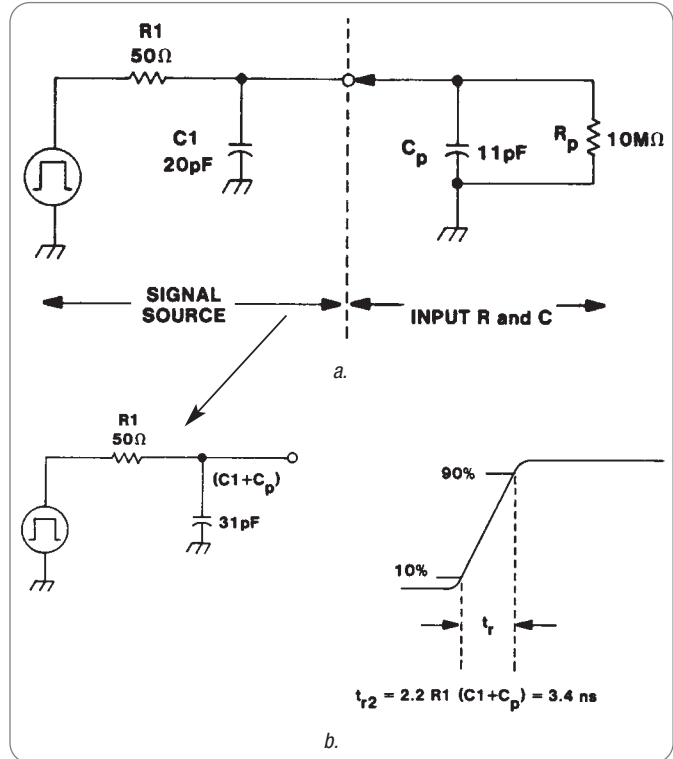 R1
50Ω
C1
20pF
Cp
11pF
Rp
10MΩ
SIGNAL
SOURCE
INPUT R and C
a.
R1
50Ω
(C1+Cp)
31pF
90%
10%
tr
tr2 = 2.2 R1 (C1+Cp) = 3.4 ns
b.